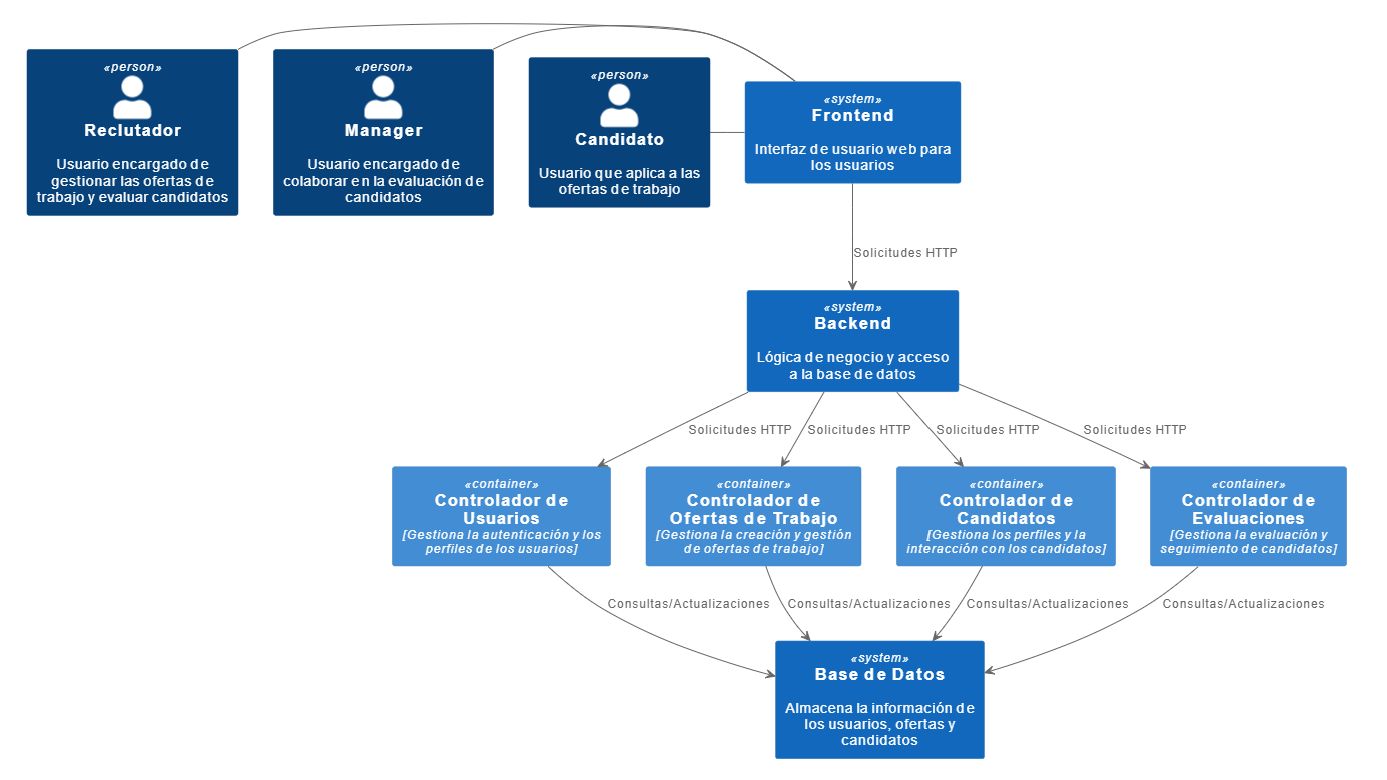 «person»
Reclutador
Usuario encargado de
gestionar las ofertas de
trabajo y evaluar candidatos
«person»
Manager
Usuario encargado de
colaborar en la evaluación de
candidatos
«person»
Candidato
Usuario que aplica a las
ofertas de trabajo
«system»
Frontend
Interfaz de usuario web para
los usuarios
Solicitudes HTTP
«system»
Backend
Lógica de negocio y acceso
a la base de datos
Solicitudes HTTP
Solicitudes HTTP
Solicitudes HTTP
Solicitudes HTTP
«container»
Controlador de
Usuarios
[Gestiona la autenticación y los
perfiles de los usuarios]
«container»
Controlador de
Ofertas de Trabajo
[Gestiona la creación y gestión
de ofertas de trabajo]
«container»
Controlador de
Candidatos
[Gestiona los perfiles y la
interacción con los candidatos]
«container»
Controlador de
Evaluaciones
[Gestiona la evaluación y
seguimiento de candidatos]
Consultas/Actualizaciones
Consultas/Actualizaciones
Consultas/Actualizaciones
Consultas/Actualizaciones
«system»
Base de Datos
Almacena la información de
los usuarios, ofertas y
candidatos